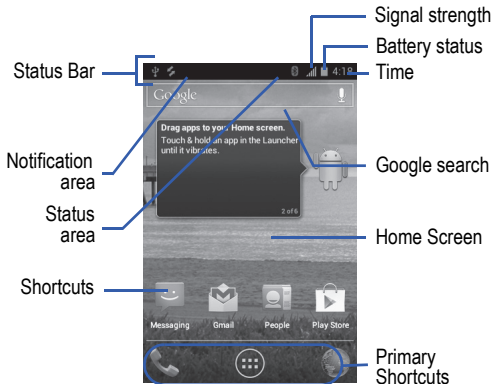 Signal strength
Battery status
Status Bar
4:18
Time
Google
Drag apps to your Home screen.
Touch & hold an app in the Launcher
until it vibrates.
Notification
area
Google search
2 of 6
Status
area
Home Screen
Shortcuts
Messaging
Gmail
People
Play Store
Primary
Shortcuts